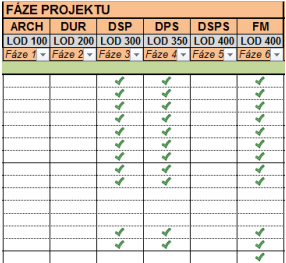 FÁZE PROJEKTU
ARCH DUR DSP DPS DSPS FM
LOD 100 LOD 200 LOD 300 LOD 350 LOD 400 LOD 400
Fáze 1 Fáze 2 Fáze 3 Fáze 4 Fáze 5 Fáze 6